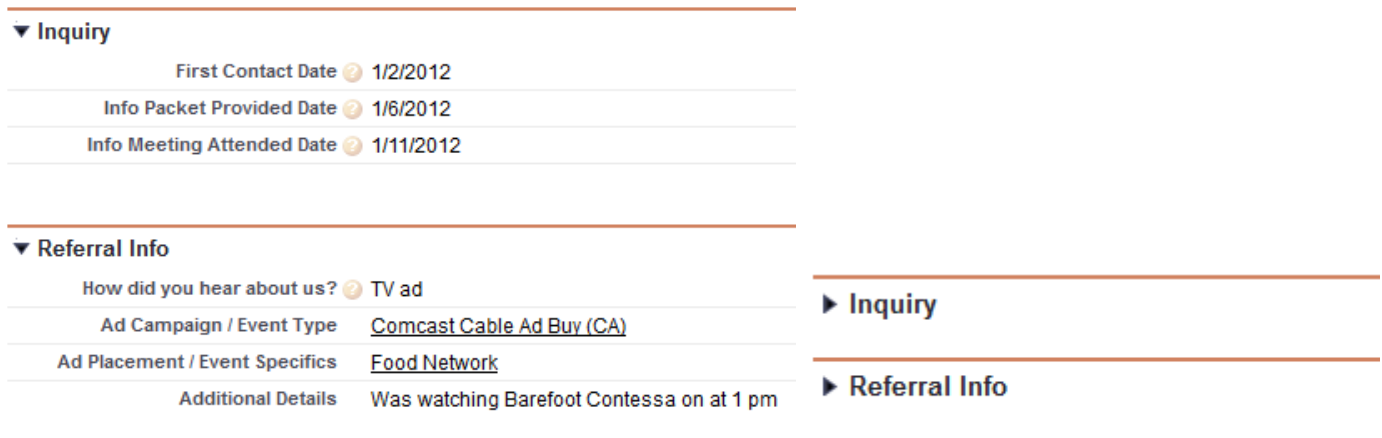 Inquiry
First Contact Date ? 1/2/2012
Info Packet Provided Date ? 1/6/2012
Info Meeting Attended Date ? 1/11/2012
Referral Info
How did you hear about us? ? TV ad
Ad Campaign / Event Type Comcast Cable Ad Buy (CA)
Ad Placement / Event Specifics Food Network
Additional Details Was watching Barefoot Contessa on at 1 pm
Inquiry
Referral Info